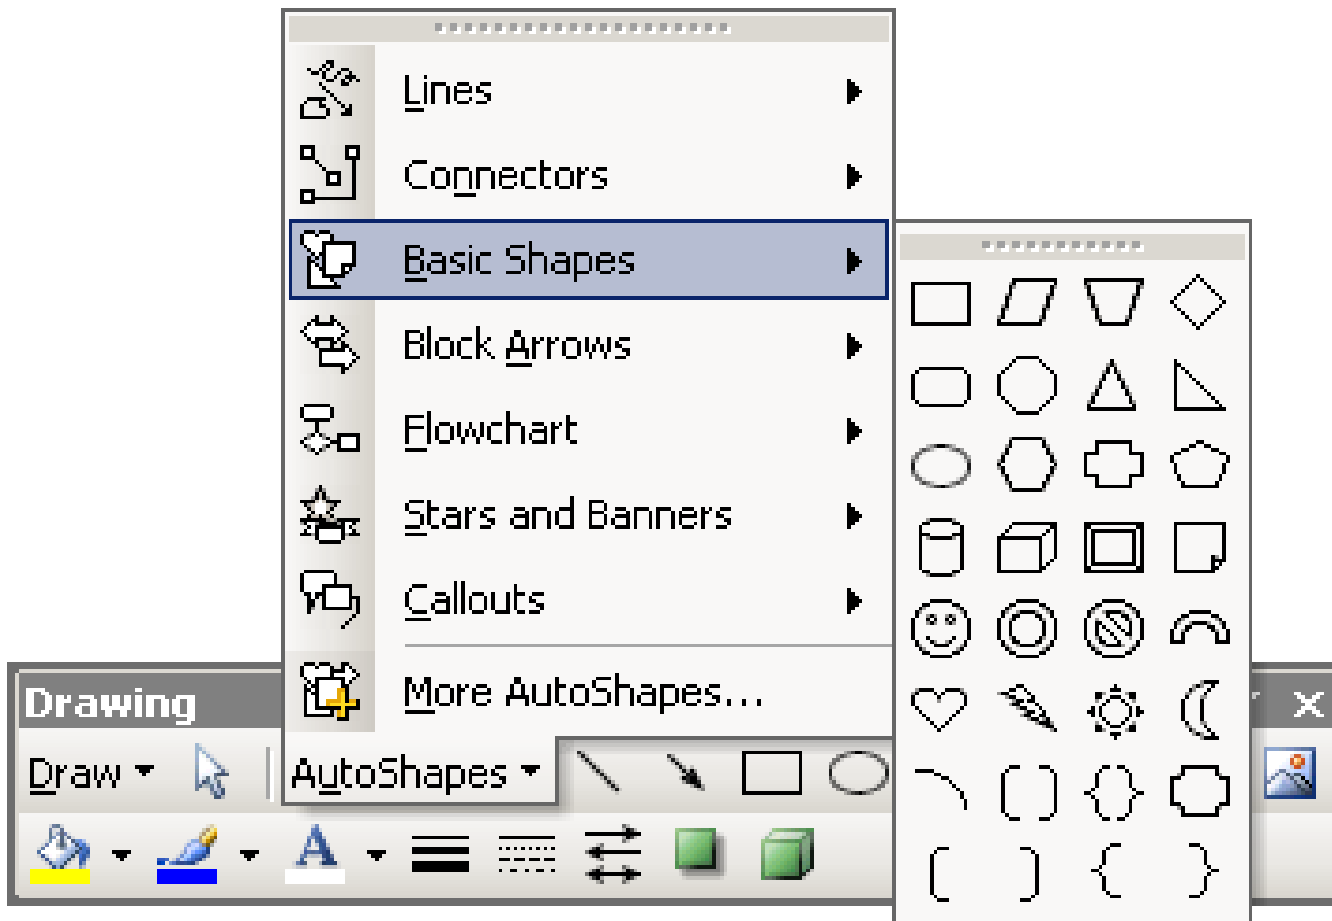 Lines
Connectors
Basic Shapes
Block Arrows
Flowchart
Stars and Banners
Callouts
More AutoShapes...
Drawing
Draw
AutoShapes
A